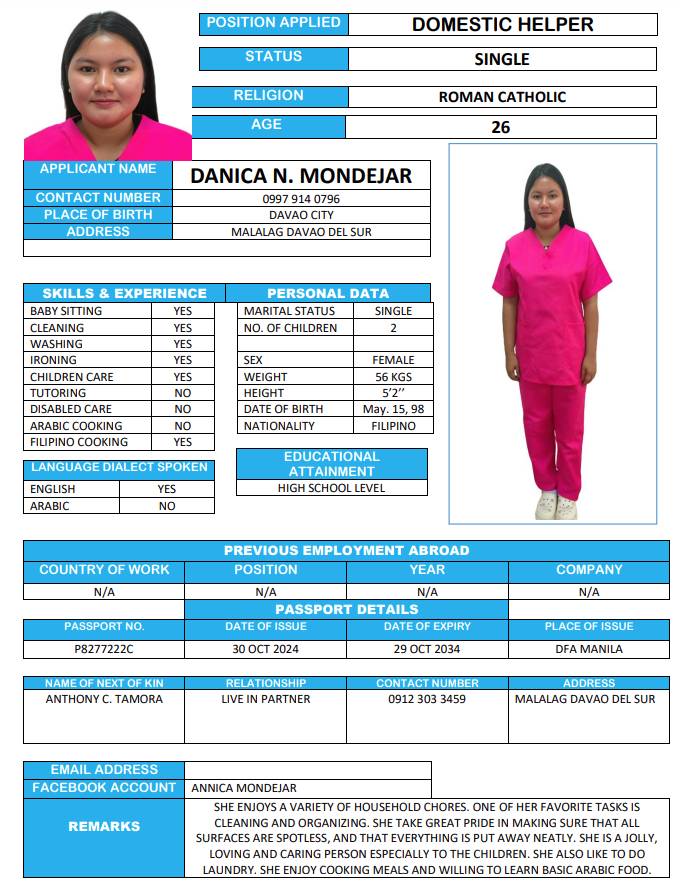 POSITION APPLIED DOMESTIC HELPER
STATUS SINGLE
RELIGION ROMAN CATHOLIC
AGE 26
APPLICANT NAME DANICA N. MONDEJAR
CONTACT NUMBER 0997 914 0796
PLACE OF BIRTH DAVAO CITY
ADDRESS MALALAG DAVAO DEL SUR
SKILLS & EXPERIENCE PERSONAL DATA
BABY SITTING YES MARITAL STATUS SINGLE
CLEANING YES NO. OF CHILDREN 2
WASHING YES
IRONING YES SEX FEMALE
CHILDREN CARE YES WEIGHT 56 KGS
TUTORING NO HEIGHT 5’2’’
DISABLED CARE NO DATE OF BIRTH May. 15, 98
ARABIC COOKING NO NATIONALITY FILIPINO
FILIPINO COOKING YES
LANGUAGE DIALECT SPOKEN
ENGLISH YES
ARABIC NO
EDUCATIONAL
ATTAINMENT
HIGH SCHOOL LEVEL
PREVIOUS EMPLOYMENT ABROAD
COUNTRY OF WORK POSITION YEAR COMPANY
N/A N/A N/A N/A
PASSPORT DETAILS
PASSPORT NO. DATE OF ISSUE DATE OF EXPIRY PLACE OF ISSUE
P8277222C 30 OCT 2024 29 OCT 2034 DFA MANILA
NAME OF NEXT OF KIN RELATIONSHIP CONTACT NUMBER ADDRESS
ANTHONY C. TAMORA LIVE IN PARTNER 0912 303 3459 MALALAG DAVAO DEL SUR
EMAIL ADDRESS
FACEBOOK ACCOUNT ANNICA MONDEJAR
REMARKS
SHE ENJOYS A VARIETY OF HOUSEHOLD CHORES. ONE OF HER FAVORITE TASKS IS
CLEANING AND ORGANIZING. SHE TAKE GREAT PRIDE IN MAKING SURE THAT ALL
SURFACES ARE SPOTLESS, AND THAT EVERYTHING IS PUT AWAY NEATLY. SHE IS A JOLLY,
LOVING AND CARING PERSON ESPECIALLY TO THE CHILDREN. SHE ALSO LIKE TO DO
LAUNDRY. SHE ENJOY COOKING MEALS AND WILLING TO LEARN BASIC ARABIC FOOD.